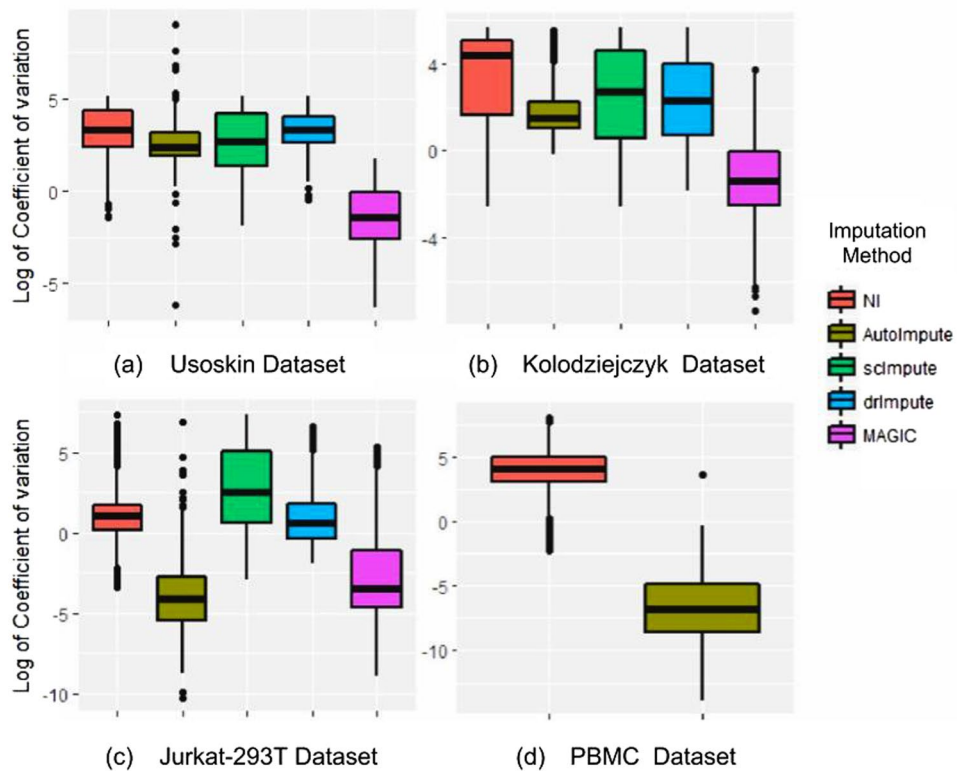 Log of Coefficient of variation
5
0
-5
(a) Usoskin Dataset
4
0
-4
(b) Kolodziejczyk Dataset
Imputation
Method
NI
AutoImpute
scImpute
drImpute
MAGIC
Log of Coefficient of variation
5
0
-5
-10
(c) Jurkat-293T Dataset
5
0
-5
-10
(d) PBMC Dataset